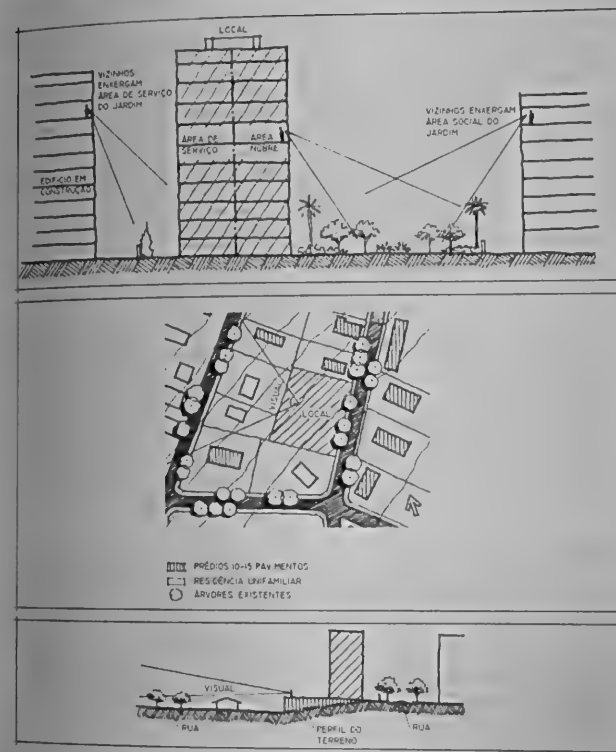 LOCAL
VIZINHOS
ENXERGAM
ÁREA DE SERVIÇO
DO JARDIM
VIZINHOS ENXERGAM
ÁREA SOCIAL DO
JARDIM
ÁREA DE
SERVIÇO
ÁREA
NOBRE
EDIFÍCIO EM
CONSTRUÇÃO
VISUAL
LOCAL
PRÉDIOS 10-15 PAVIMENTOS
RESIDÊNCIA UNIFAMILIAR
ÁRVORES EXISTENTES
VISUAL
RUA
PERFIL DO
TERRENO
RUA